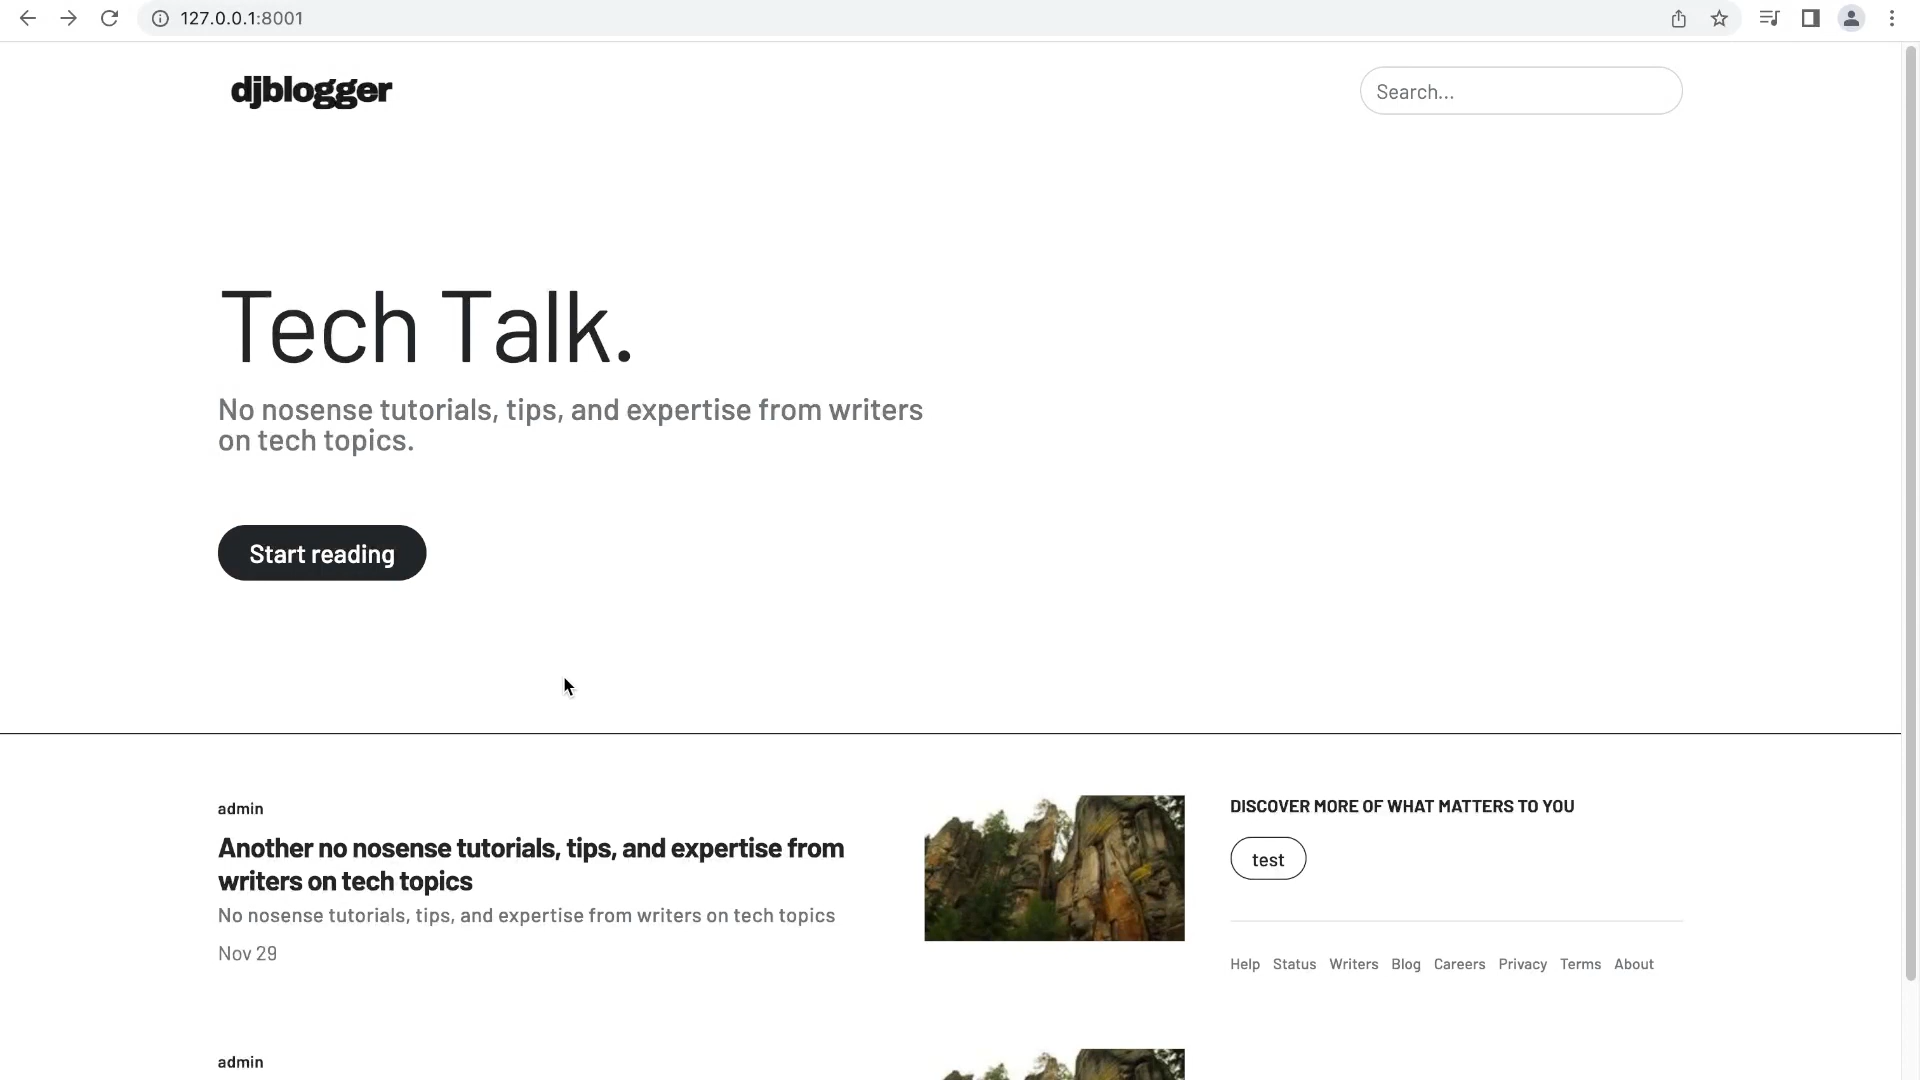 127.0.0.1:8001
djblogger
Search...
Tech Talk.
No nosense tutorials, tips, and expertise from writers
on tech topics.
Start reading
admin
Another no nosense tutorials, tips, and expertise from
writers on tech topics
No nosense tutorials, tips, and expertise from writers on tech topics
Nov 29
DISCOVER MORE OF WHAT MATTERS TO YOU
test
Help Status Writers Blog Careers Privacy Terms About
admin